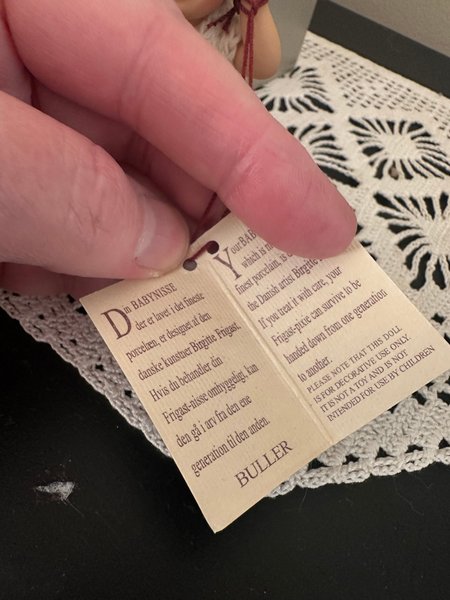 Din BABYNISSE
der er lavet i det fineste
porcelæn, er designet af den
danske kunstner Birgitte Frigast.
Hvis du behandler din
Frigast-nisse omhyggeligt, kan
den gå i arv fra den ene
generation til den anden.
BULLER
Your BAB
which is m
finest porcelain, is
the Danish artist Birgitte
If you treat it with care, your
Frigast-pixie can survive to be
handed down from one generation
to another.
PLEASE NOTE THAT THIS DOLL
IS FOR DECORATIVE USE ONLY
IT IS NOT A TOY AND IS NOT
INTENDED FOR USE BY CHILDREN